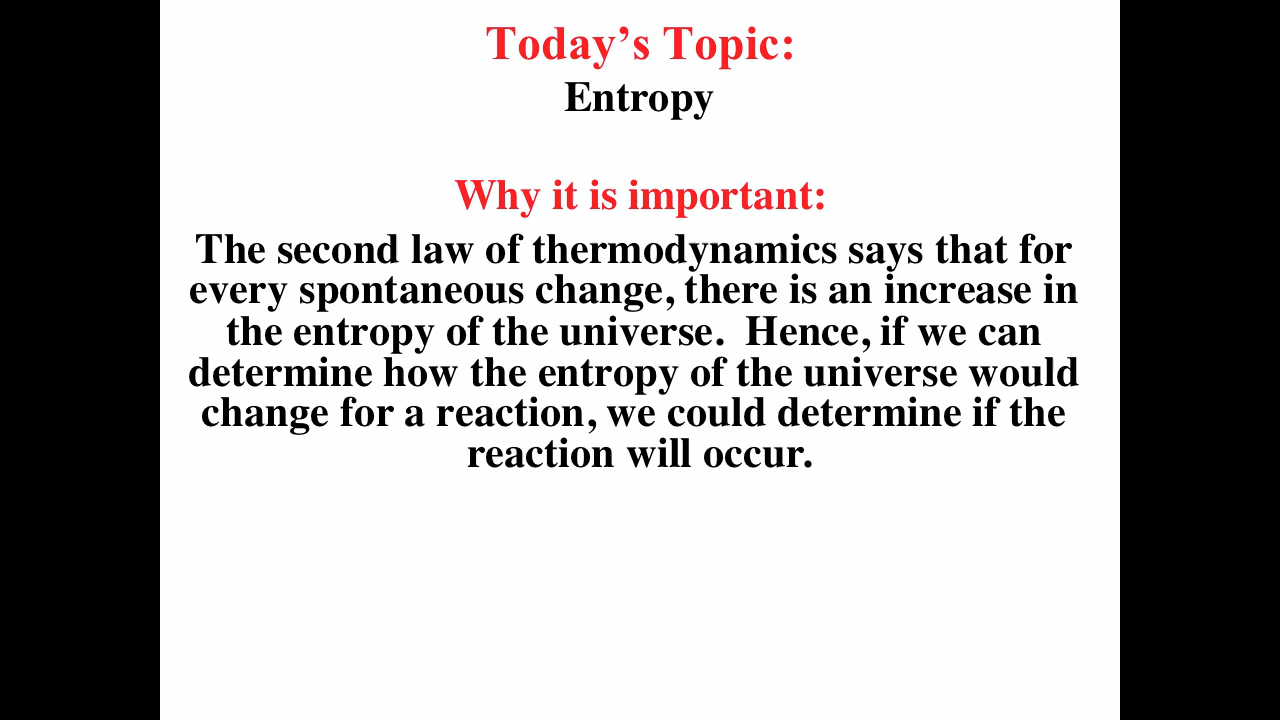 Today’s Topic:
Entropy
Why it is important:
The second law of thermodynamics says that for
every spontaneous change, there is an increase in
the entropy of the universe.  Hence, if we can
determine how the entropy of the universe would
change for a reaction, we could determine if the
reaction will occur.